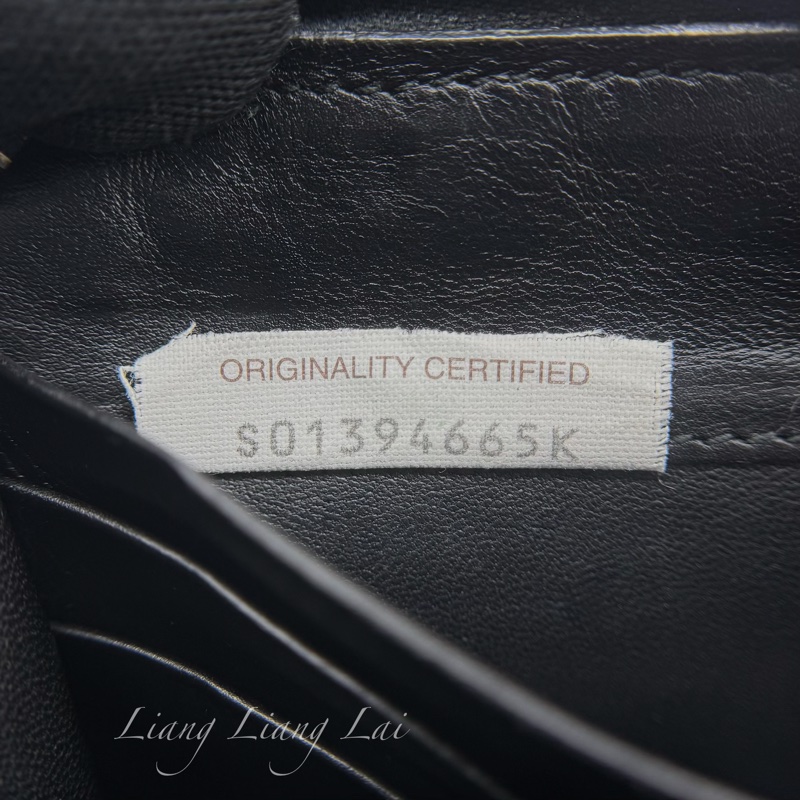 ORIGINALITY CERTIFIED
S01394665K
Liang Liang Lai